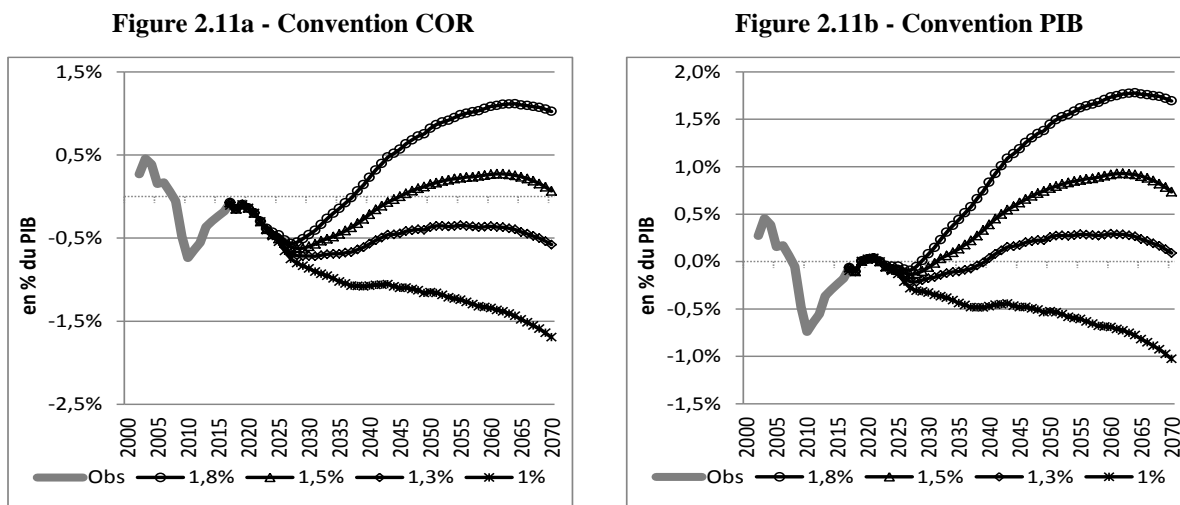 Figure 2.11a - Convention COR
Figure 2.11b - Convention PIB
en % du PIB
1,5%
0,5%
-0,5%
-1,5%
-2,5%
2000 2005 2010 2015 2020 2025 2030 2035 2040 2045 2050 2055 2060 2065 2070
Obs 1,8% 1,5% 1,3% 1%
en % du PIB
2,0%
1,5%
1,0%
0,5%
0,0%
-0,5%
-1,0%
-1,5%
2000 2005 2010 2015 2020 2025 2030 2035 2040 2045 2050 2055 2060 2065 2070
Obs 1,8% 1,5% 1,3% 1%